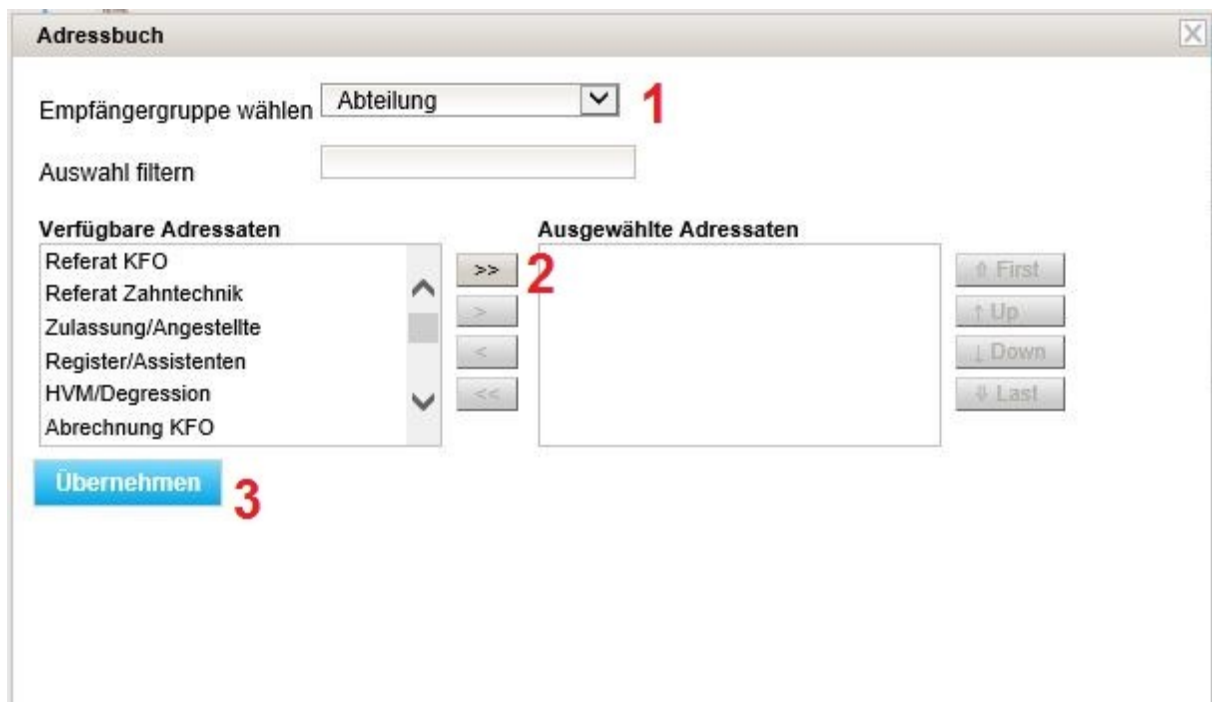 Adressbuch
Empfängergruppe wählen Abteilung 1
Auswahl filtern
Verfügbare Adressaten Ausgewählte Adressaten
Referat KFO >> 2 ⇧ First
Referat Zahntechnik
Zulassung/Angestellte > ↑ Up
Register/Assistenten < ↓ Down
HVM/Degression << ⇩ Last
Abrechnung KFO
Übernehmen 3